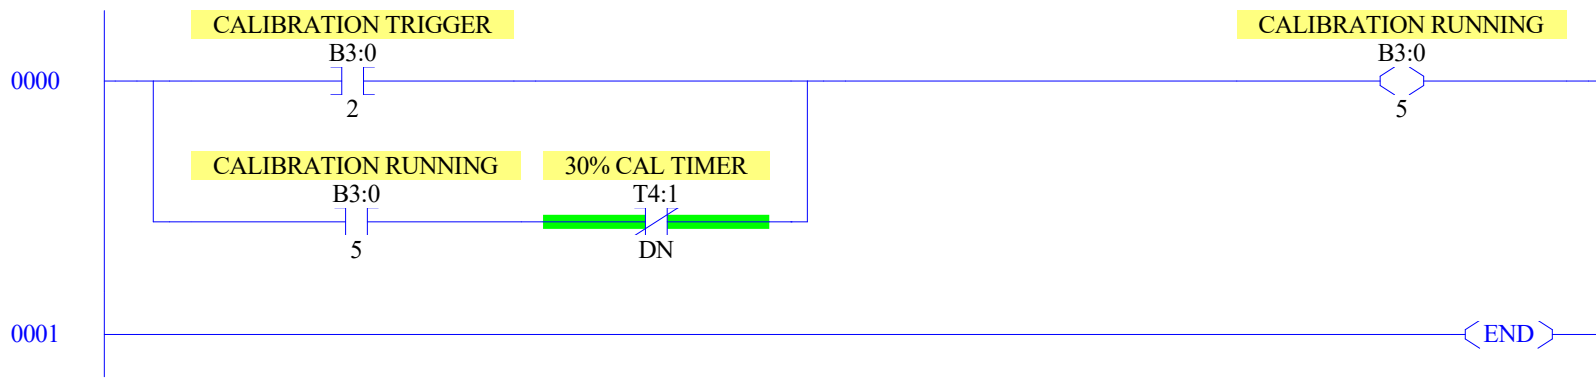 CALIBRATION TRIGGER
B3:0
2
CALIBRATION RUNNING
B3:0
5
0000
CALIBRATION RUNNING
B3:0
5
30% CAL TIMER
T4:1
DN
0001
END